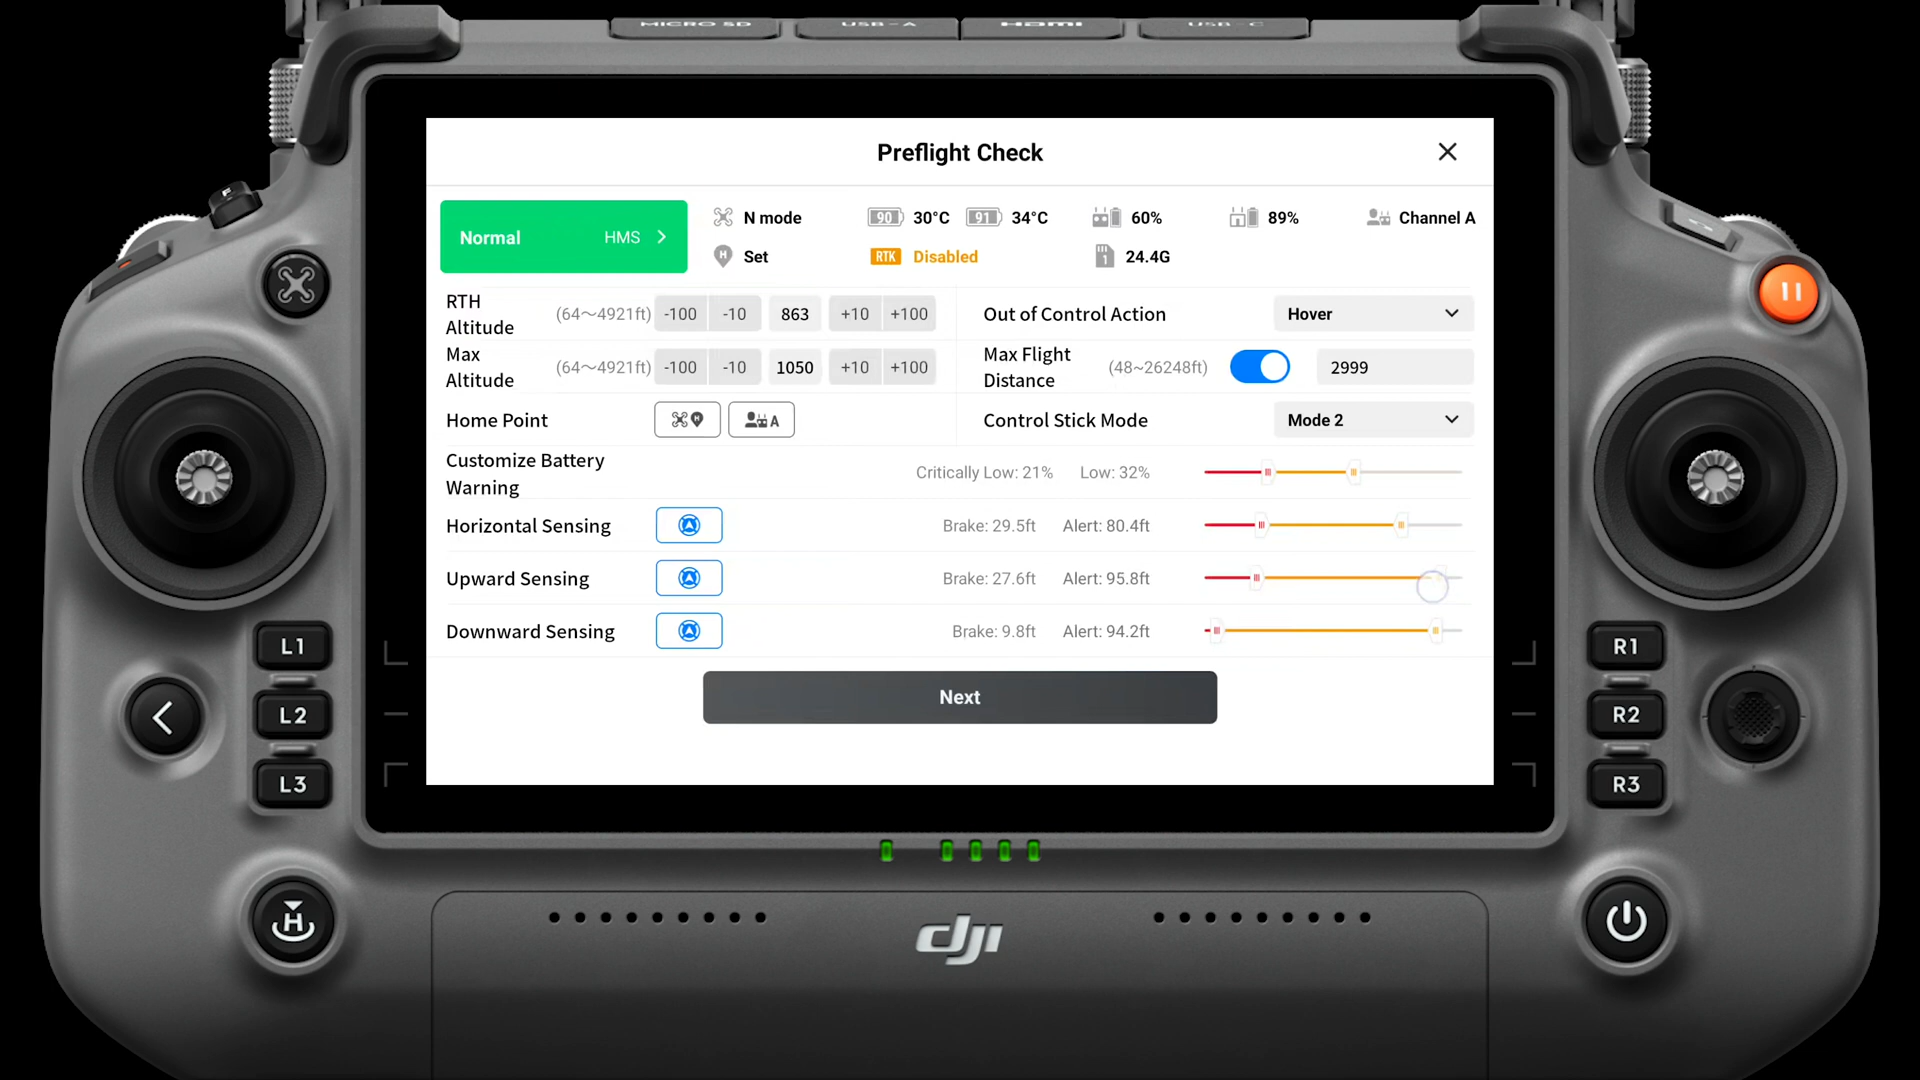 MICRO SD USB-A HDMI USB-C
Preflight Check
Normal HMS
N mode 90 30°C 91 34°C 60% 89% Channel A
H Set RTK Disabled 1 24.4G
RTH Altitude (64～4921ft) -100 -10 863 +10 +100
Out of Control Action Hover
Max Altitude (64～4921ft) -100 -10 1050 +10 +100
Max Flight Distance (48~26248ft) 2999
Home Point H A
Control Stick Mode Mode 2
Customize Battery Warning Critically Low: 21% Low: 32%
Horizontal Sensing Brake: 29.5ft Alert: 80.4ft
Upward Sensing Brake: 27.6ft Alert: 95.8ft
Downward Sensing Brake: 9.8ft Alert: 94.2ft
Next
L1
L2
L3
R1
R2
R3
H
dji